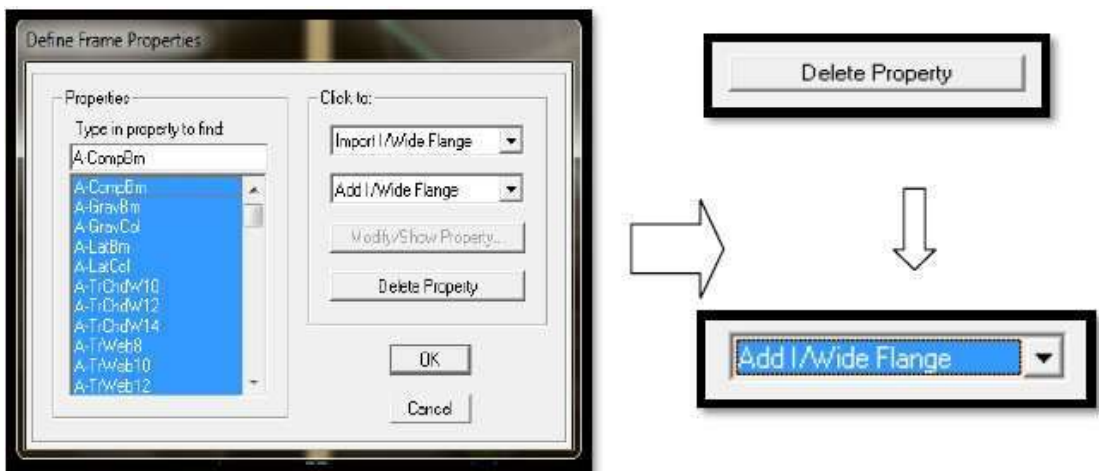 Define Frame Properties
Properties
Type in property to find:
A-CompBm
A-CompBm
A-GravBm
A-GravCol
A-LatBm
A-LatCol
A-TrChdW10
A-TrChdW12
A-TrChdW14
A-TrWeb8
A-TrWeb10
A-TrWeb12
Click to:
Import I/Wide Flange
Add I/Wide Flange
Modify/Show Property...
Delete Property
OK
Cancel
Delete Property
Add I/Wide Flange